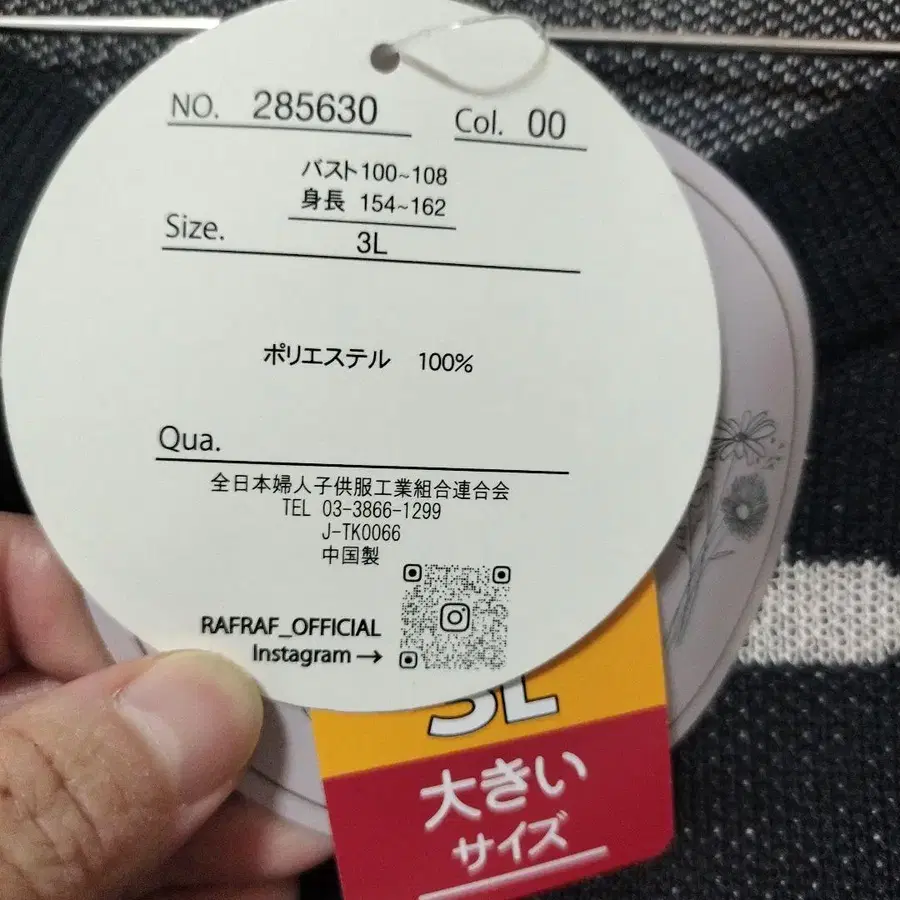 NO. 285630 Col. 00
バスト100~108
身長 154~162
Size. 3L
ポリエステル 100%
Qua.
全日本婦人子供服工業組合連合会
TEL 03-3866-1299
J-TK0066
中国製
RAFRAF_OFFICIAL
Instagram →
3L
大きい
サイズ